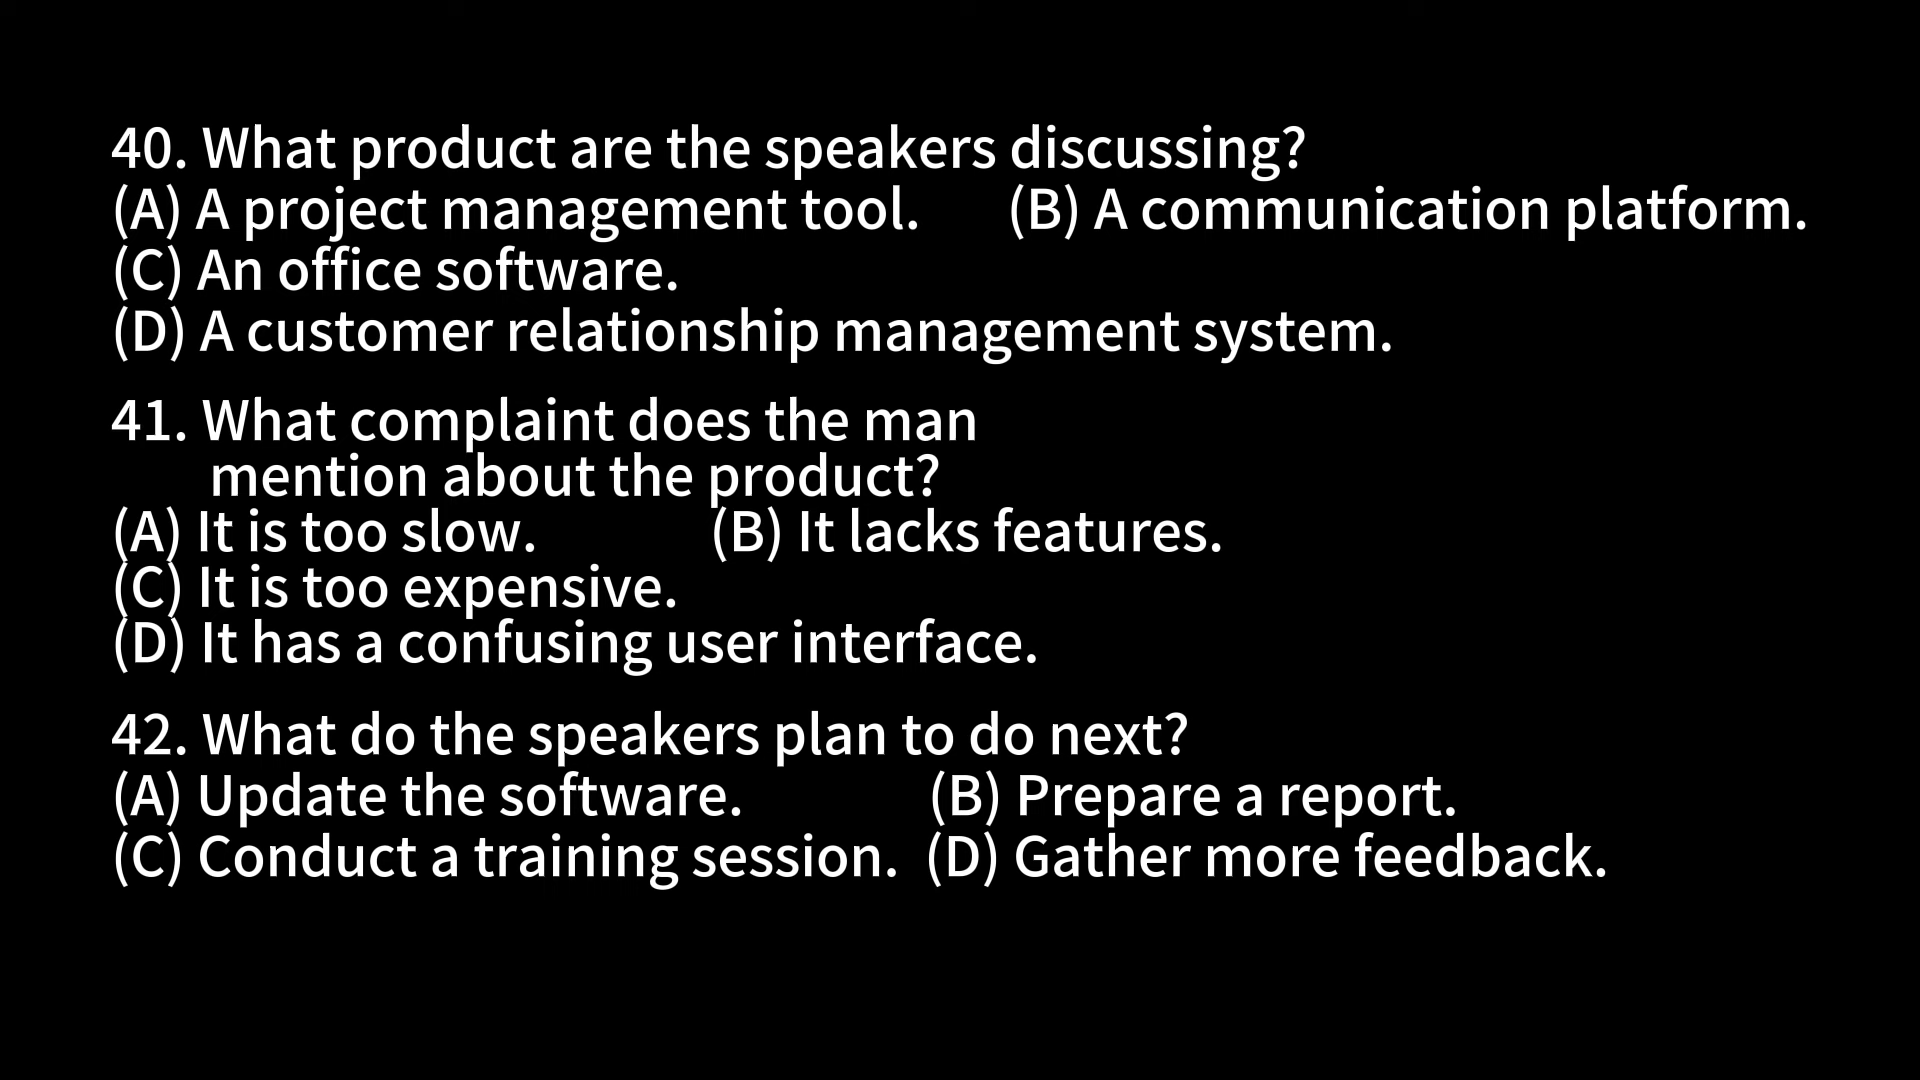 40. What product are the speakers discussing?
(A) A project management tool. (B) A communication platform.
(C) An office software.
(D) A customer relationship management system.
41. What complaint does the man
mention about the product?
(A) It is too slow. (B) It lacks features.
(C) It is too expensive.
(D) It has a confusing user interface.
42. What do the speakers plan to do next?
(A) Update the software. (B) Prepare a report.
(C) Conduct a training session. (D) Gather more feedback.